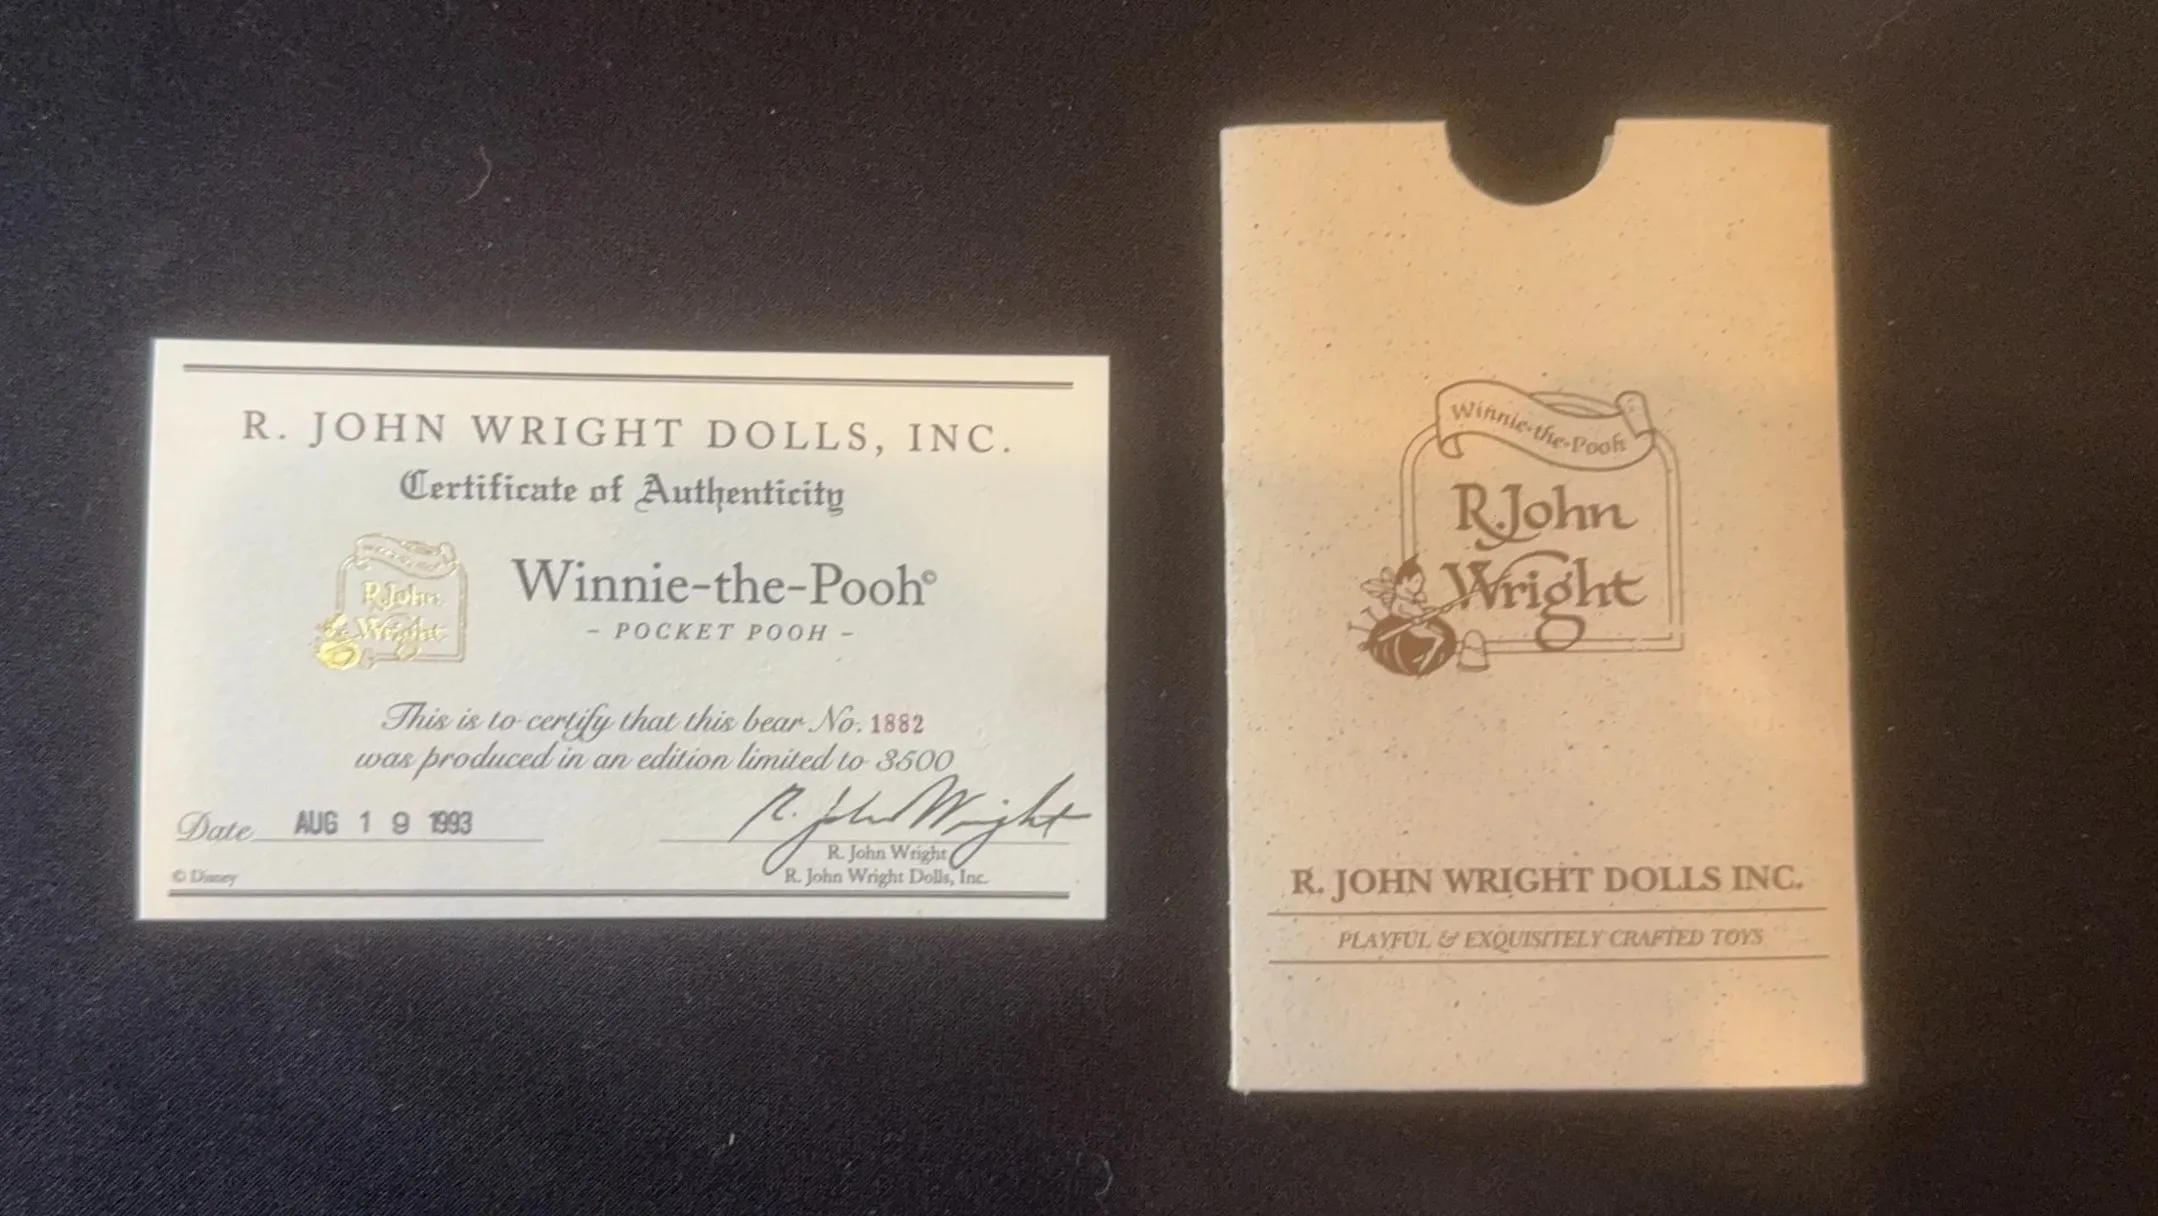 R. JOHN WRIGHT DOLLS, INC.
Certificate of Authenticity
R. John
Wright
Winnie-the-Pooh©
- POCKET POOH -
This is to certify that this bear No. 1882
was produced in an edition limited to 3500
Date AUG 19 1993
R. John Wright
R. John Wright
R. John Wright Dolls, Inc.
© Disney
Winnie-the-Pooh
R. John
Wright
R. JOHN WRIGHT DOLLS INC.
PLAYFUL & EXQUISITELY CRAFTED TOYS